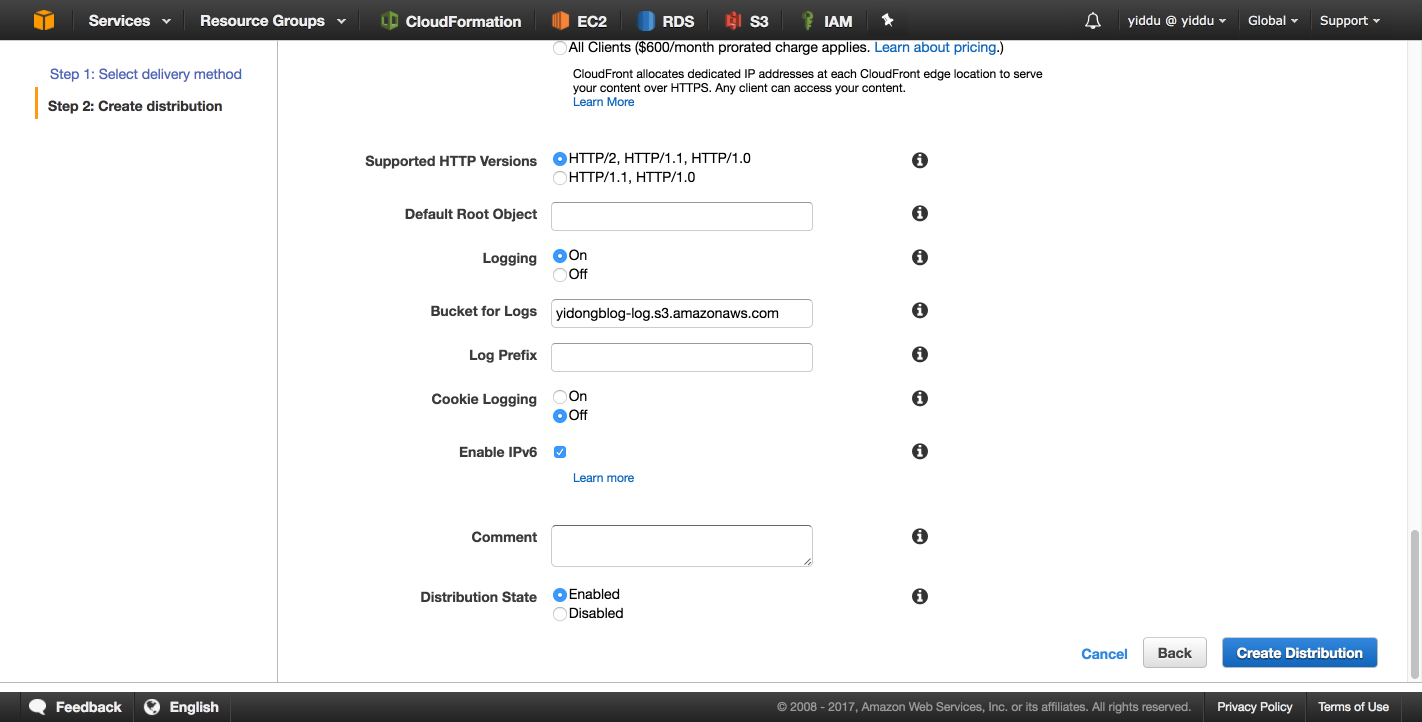 Services Resource Groups CloudFormation EC2 RDS S3 IAM yiddu @ yiddu Global Support
All Clients ($600/month prorated charge applies. Learn about pricing.)
Step 1: Select delivery method
CloudFront allocates dedicated IP addresses at each CloudFront edge location to serve
your content over HTTPS. Any client can access your content.
Learn More
Step 2: Create distribution
Supported HTTP Versions HTTP/2, HTTP/1.1, HTTP/1.0
HTTP/1.1, HTTP/1.0
Default Root Object
Logging On
Off
Bucket for Logs yidongblog-log.s3.amazonaws.com
Log Prefix
Cookie Logging On
Off
Enable IPv6
Learn more
Comment
Distribution State Enabled
Disabled
Cancel Back Create Distribution
Feedback English © 2008 - 2017, Amazon Web Services, Inc. or its affiliates. All rights reserved. Privacy Policy Terms of Use